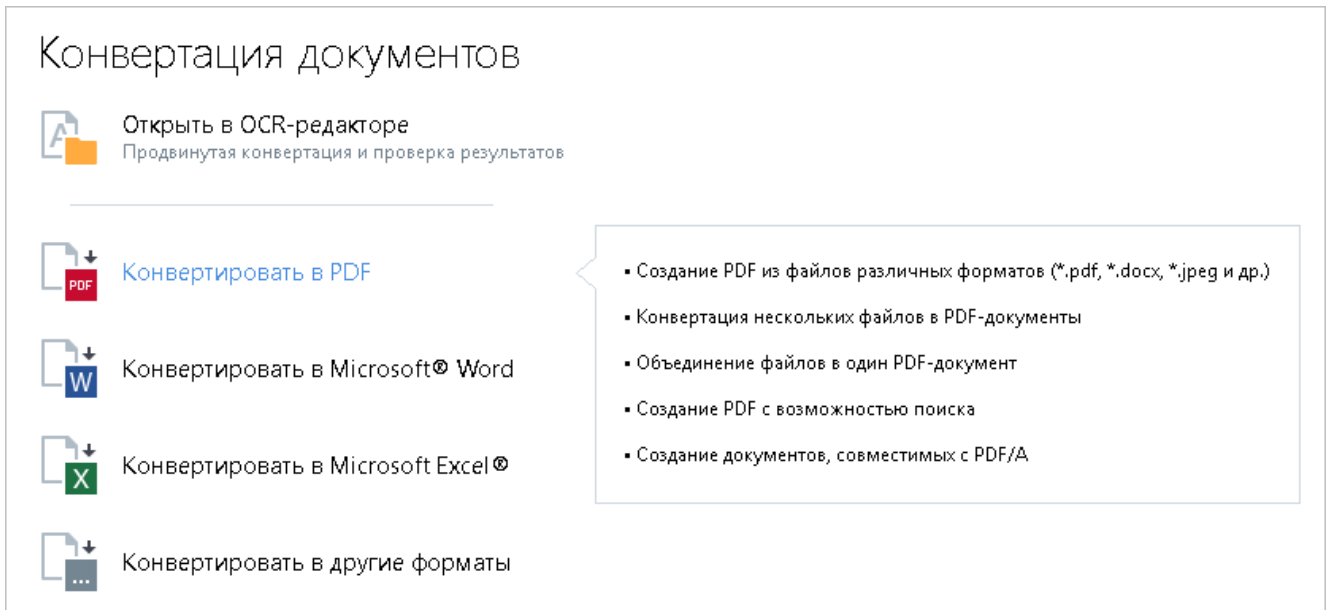 Конвертация документов
A
Открыть в OCR-редакторе
Продвинутая конвертация и проверка результатов
PDF
Конвертировать в PDF
▪ Создание PDF из файлов различных форматов (*.pdf, *.docx, *.jpeg и др.)
▪ Конвертация нескольких файлов в PDF-документы
▪ Объединение файлов в один PDF-документ
▪ Создание PDF с возможностью поиска
▪ Создание документов, совместимых с PDF/A
W
Конвертировать в Microsoft® Word
X
Конвертировать в Microsoft Excel®
...
Конвертировать в другие форматы